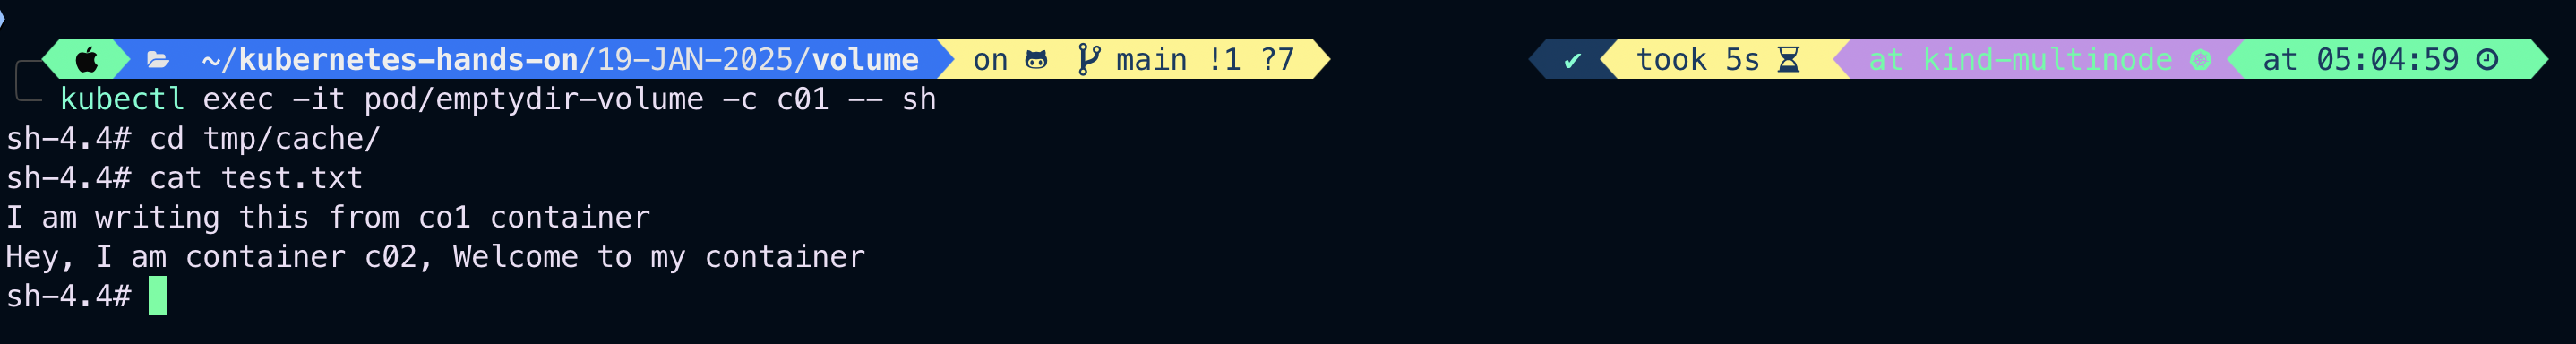 ~/kubernetes-hands-on/19-JAN-2025/volume on main !1 ?7 ✔ took 5s at kind-multinode at 05:04:59
kubectl exec -it pod/emptydir-volume -c c01 -- sh
sh-4.4# cd tmp/cache/
sh-4.4# cat test.txt
I am writing this from co1 container
Hey, I am container c02, Welcome to my container
sh-4.4#